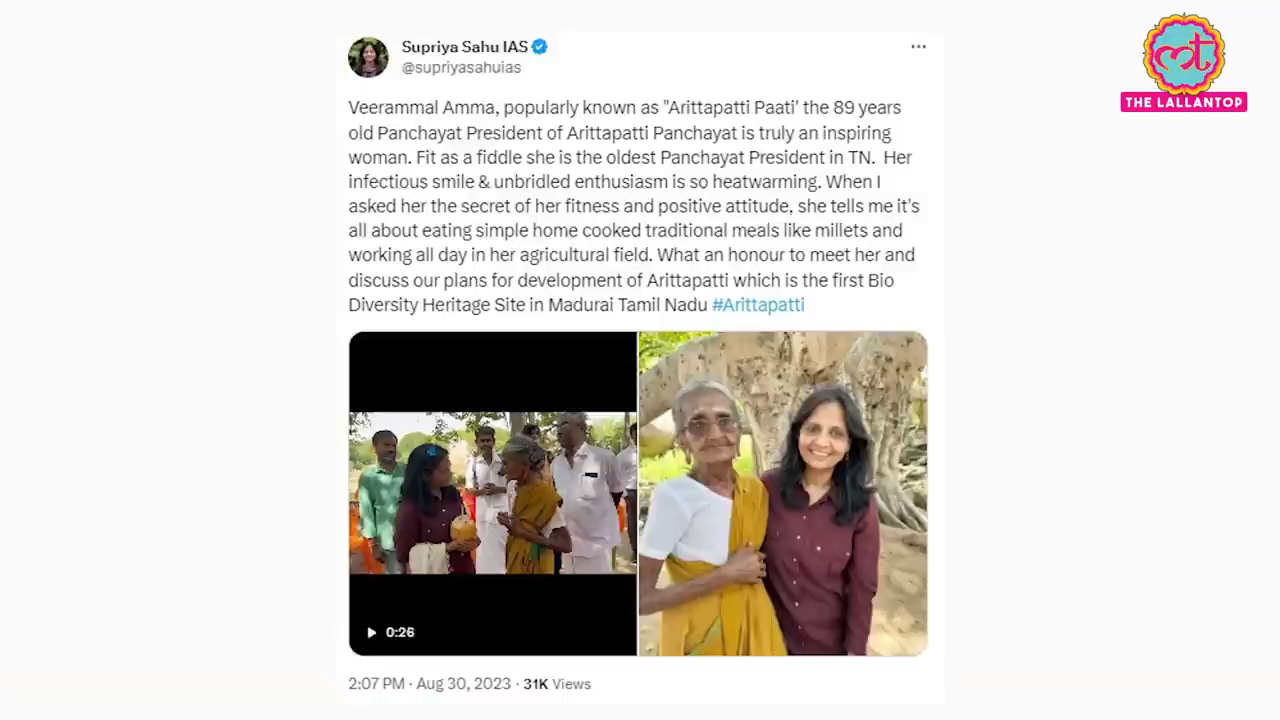 Supriya Sahu IAS
@supriyasahuias
Veerammal Amma, popularly known as "Arittapatti Paati' the 89 years
old Panchayat President of Arittapatti Panchayat is truly an inspiring
woman. Fit as a fiddle she is the oldest Panchayat President in TN. Her
infectious smile & unbridled enthusiasm is so heatwarming. When I
asked her the secret of her fitness and positive attitude, she tells me it's
all about eating simple home cooked traditional meals like millets and
working all day in her agricultural field. What an honour to meet her and
discuss our plans for development of Arittapatti which is the first Bio
Diversity Heritage Site in Madurai Tamil Nadu #Arittapatti
0:26
2:07 PM · Aug 30, 2023 · 31K Views
THE LALLANTOP